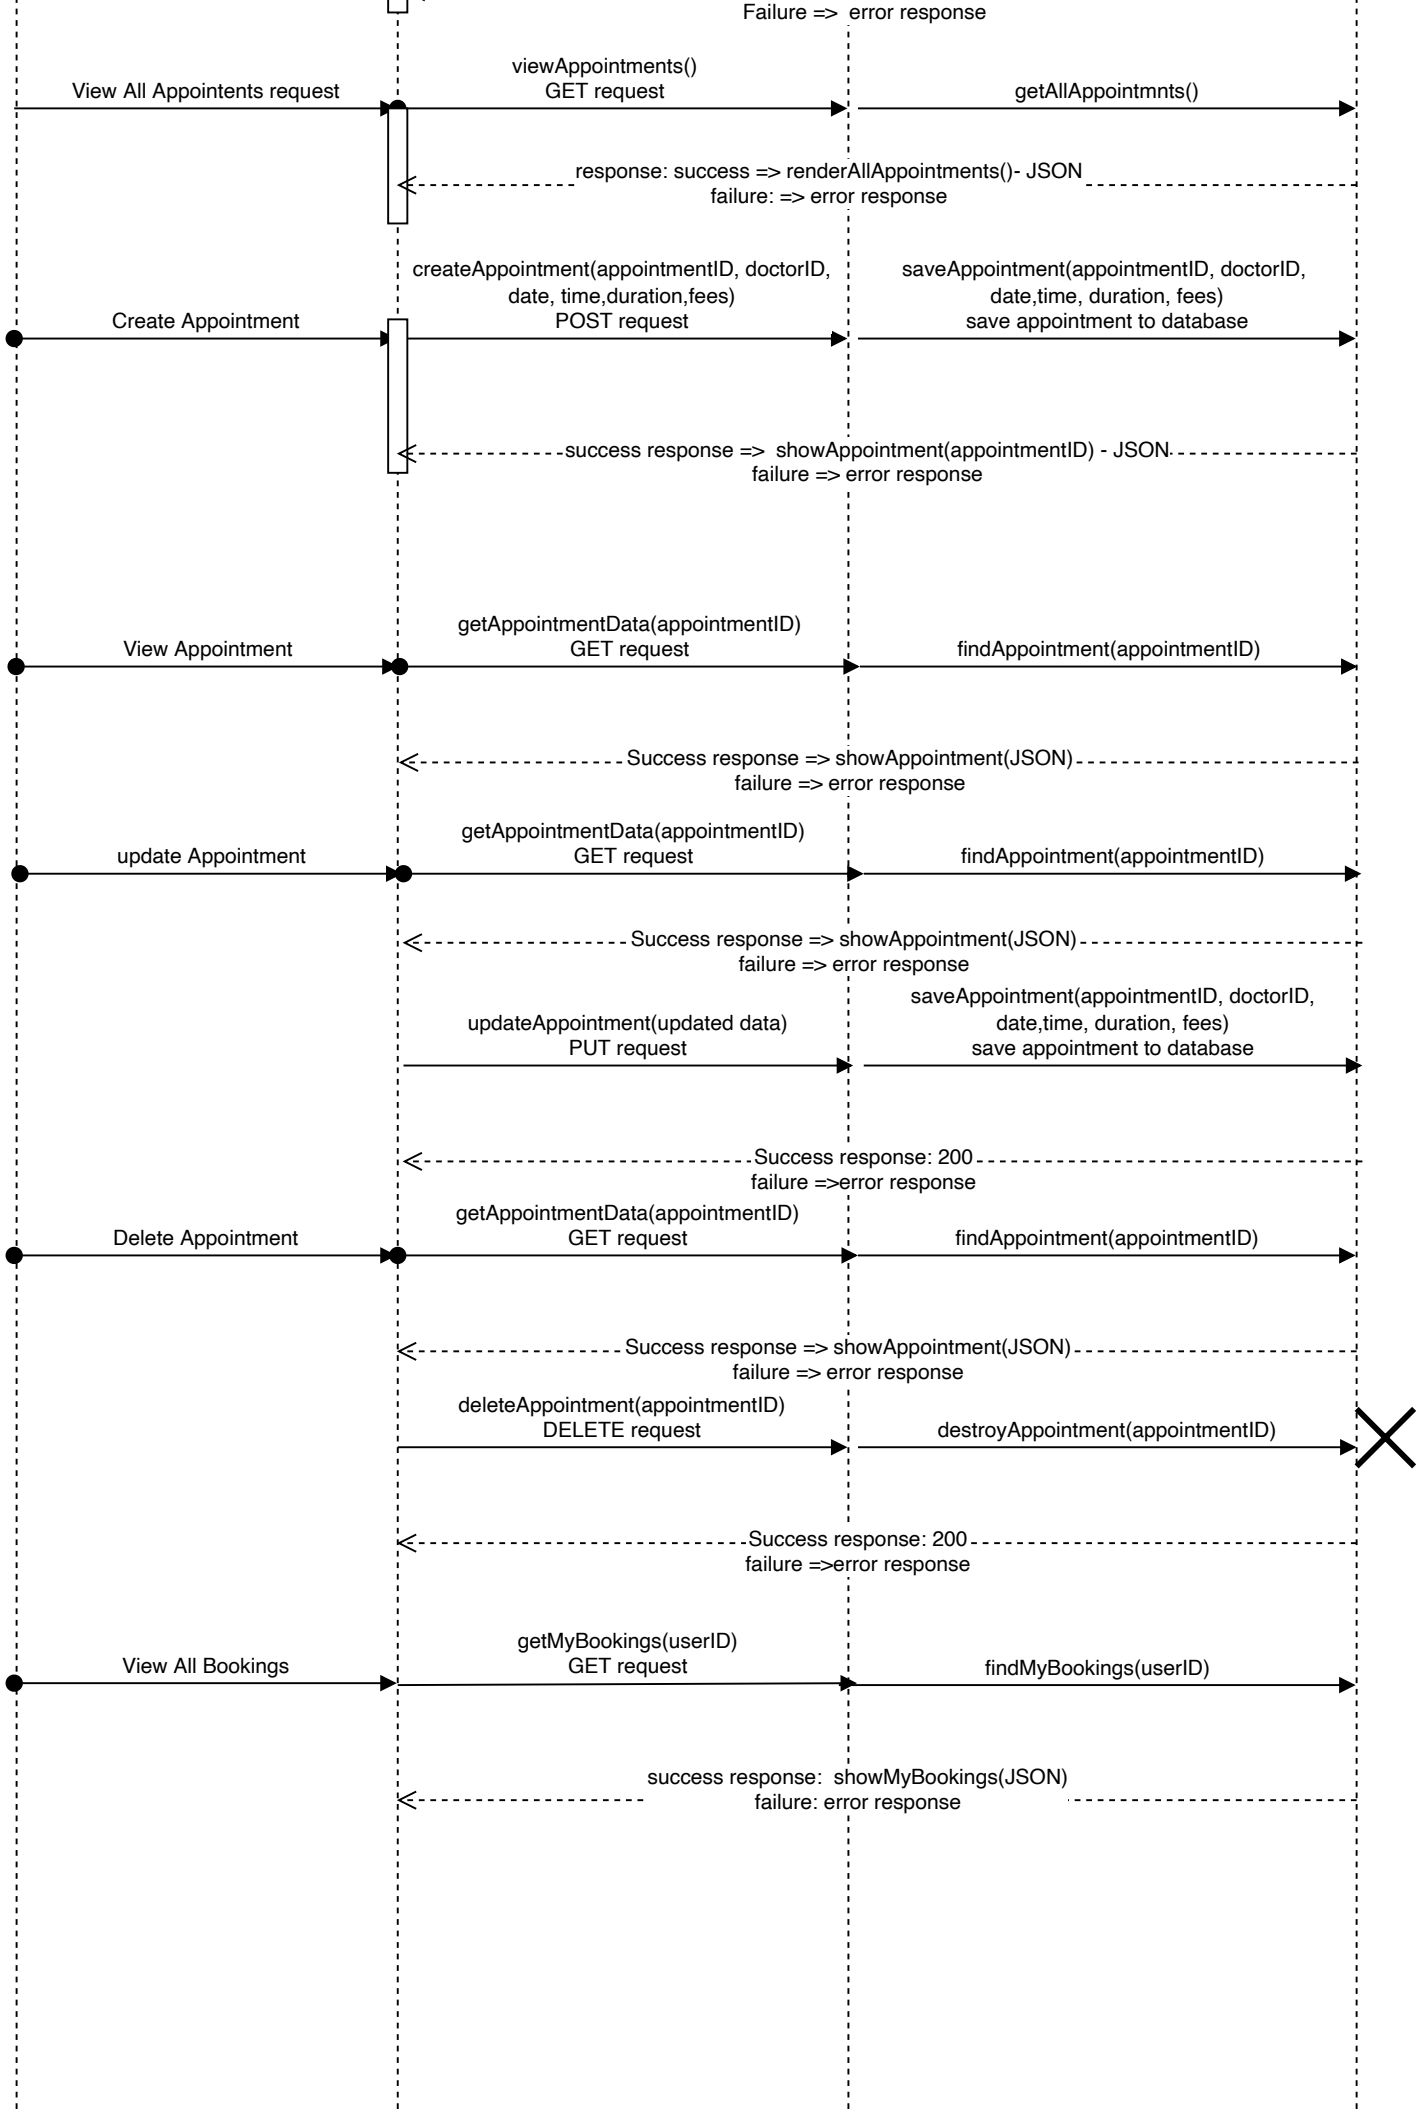 Failure => error response
viewAppointments()
View All Appointents request
GET request
getAllAppointmnts()
response: success => renderAllAppointments()- JSON
failure: => error response
createAppointment(appointmentID, doctorID,
date, time,duration,fees)
POST request
saveAppointment(appointmentID, doctorID,
date,time, duration, fees)
save appointment to database
Create Appointment
success response => showAppointment(appointmentID) - JSON
failure => error response
getAppointmentData(appointmentID)
View Appointment
GET request
findAppointment(appointmentID)
Success response => showAppointment(JSON)
failure => error response
getAppointmentData(appointmentID)
update Appointment
GET request
findAppointment(appointmentID)
Success response => showAppointment(JSON)
failure => error response
updateAppointment(updated data)
PUT request
saveAppointment(appointmentID, doctorID,
date,time, duration, fees)
save appointment to database
Success response: 200
failure =>error response
getAppointmentData(appointmentID)
Delete Appointment
GET request
findAppointment(appointmentID)
Success response => showAppointment(JSON)
failure => error response
deleteAppointment(appointmentID)
DELETE request
destroyAppointment(appointmentID)
Success response: 200
failure =>error response
getMyBookings(userID)
View All Bookings
GET request
findMyBookings(userID)
success response: showMyBookings(JSON)
failure: error response